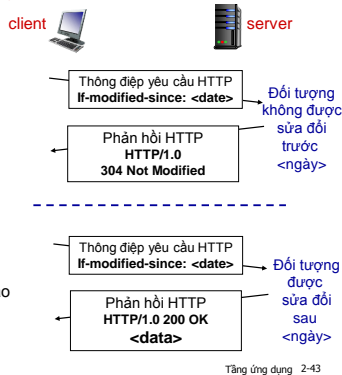 client
server
Thông điệp yêu cầu HTTP
If-modified-since: <date>
Đối tượng
không được
sửa đổi
trước
<ngày>
Phản hồi HTTP
HTTP/1.0
304 Not Modified
Thông điệp yêu cầu HTTP
If-modified-since: <date>
Đối tượng
được
sửa đổi
sau
<ngày>
Phản hồi HTTP
HTTP/1.0 200 OK
<data>
Tầng ứng dụng 2-43